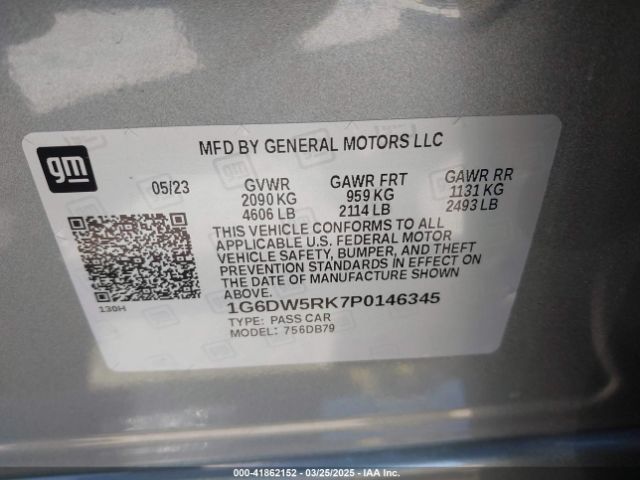 gm
MFD BY GENERAL MOTORS LLC
05/23 GVWR GAWR FRT GAWR RR
2090 KG 959 KG 1131 KG
4606 LB 2114 LB 2493 LB
THIS VEHICLE CONFORMS TO ALL
APPLICABLE U.S. FEDERAL MOTOR
VEHICLE SAFETY, BUMPER, AND THEFT
PREVENTION STANDARDS IN EFFECT ON
THE DATE OF MANUFACTURE SHOWN
ABOVE.
130H
1G6DW5RK7P0146345
TYPE: PASS CAR
MODEL: 756DB79
000-41862152 - 03/25/2025 - IAA Inc.